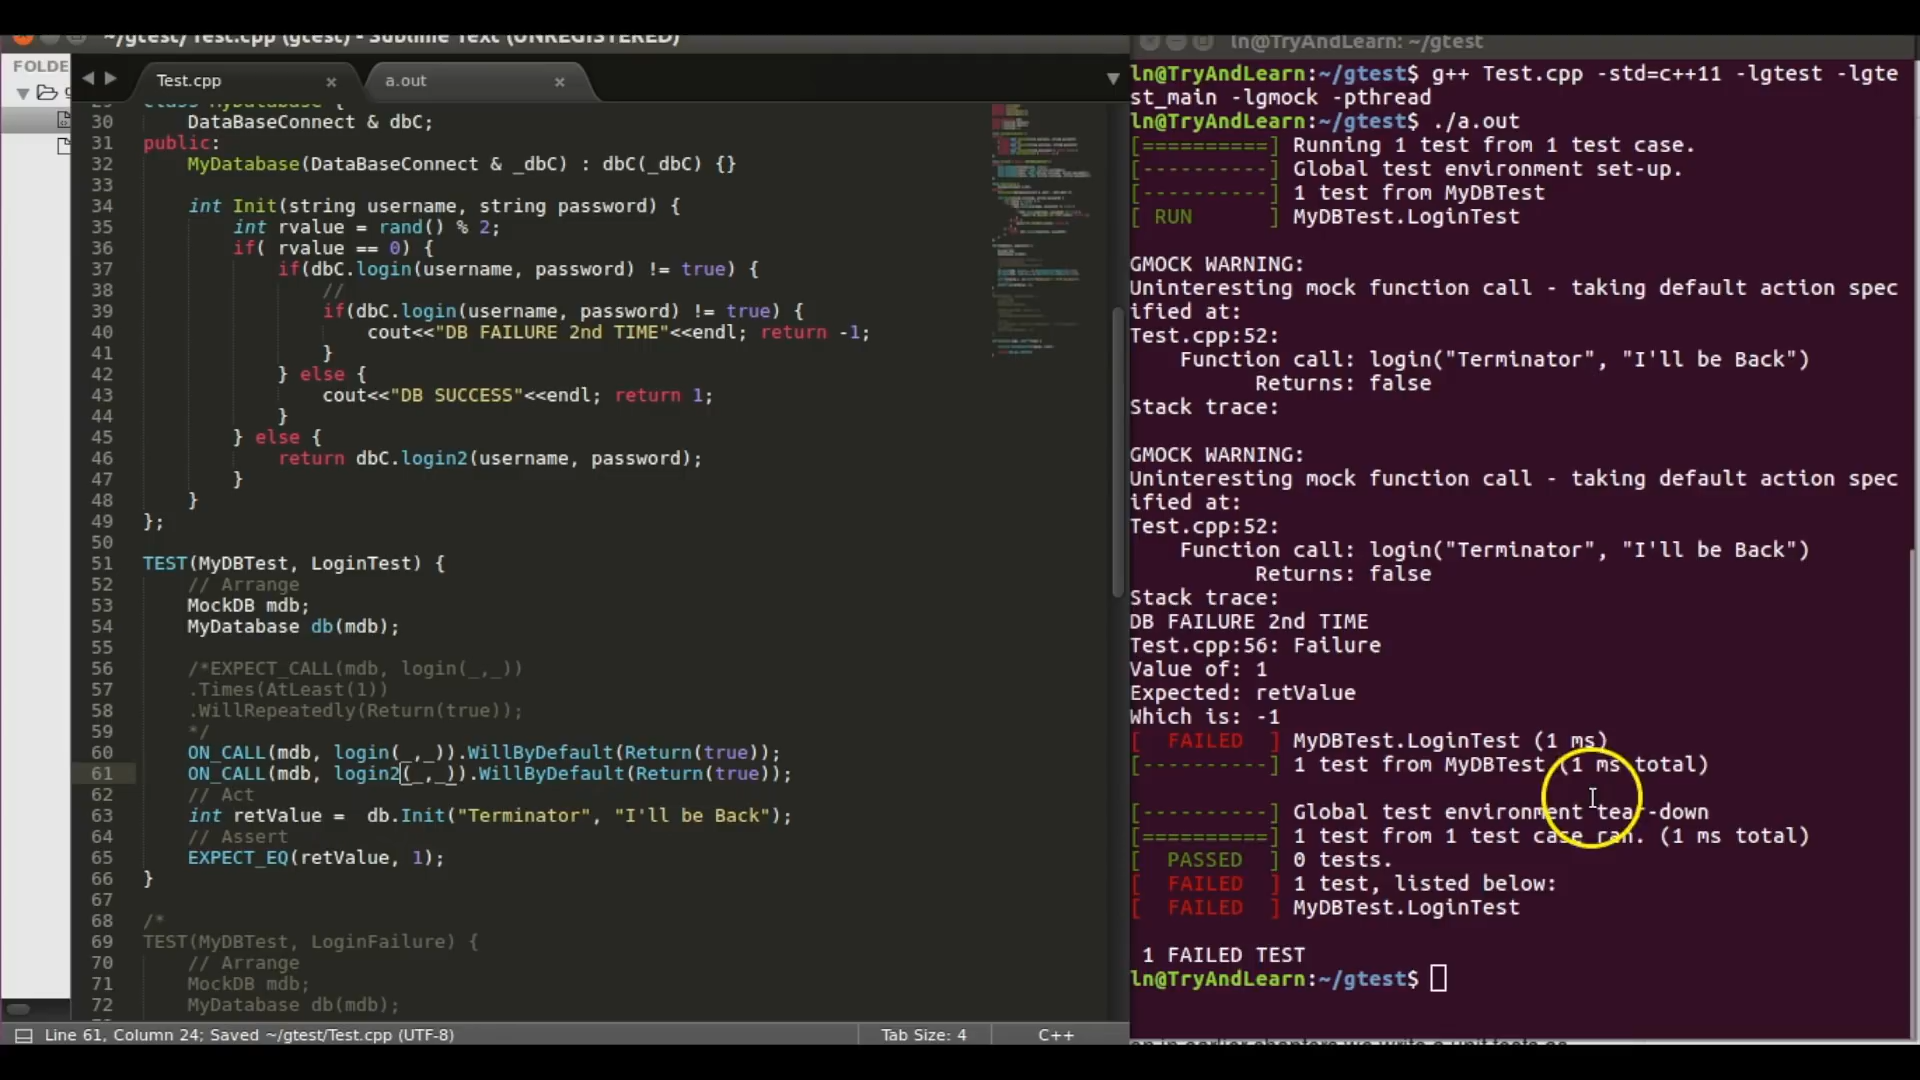 ~/gtest/Test.cpp (gtest) - Sublime Text (UNREGISTERED)
FOLDE
Test.cpp
a.out
class MyDatabase {
30 DataBaseConnect & dbC;
31 public:
32 MyDatabase(DataBaseConnect & _dbC) : dbC(_dbC) {}
33
34 int Init(string username, string password) {
35 int rvalue = rand() % 2;
36 if( rvalue == 0) {
37 if(dbC.login(username, password) != true) {
38 //
39 if(dbC.login(username, password) != true) {
40 cout<<"DB FAILURE 2nd TIME"<<endl; return -1;
41 }
42 } else {
43 cout<<"DB SUCCESS"<<endl; return 1;
44 }
45 } else {
46 return dbC.login2(username, password);
47 }
48 }
49 };
50
51 TEST(MyDBTest, LoginTest) {
52 // Arrange
53 MockDB mdb;
54 MyDatabase db(mdb);
55
56 /*EXPECT_CALL(mdb, login(_,_))
57 .Times(AtLeast(1))
58 .WillRepeatedly(Return(true));
59 */
60 ON_CALL(mdb, login(_,_)).WillByDefault(Return(true));
61 ON_CALL(mdb, login2(_,_)).WillByDefault(Return(true));
62 // Act
63 int retValue = db.Init("Terminator", "I'll be Back");
64 // Assert
65 EXPECT_EQ(retValue, 1);
66 }
67
68 /*
69 TEST(MyDBTest, LoginFailure) {
70 // Arrange
71 MockDB mdb;
72 MyDatabase db(mdb);
Line 61, Column 24; Saved ~/gtest/Test.cpp (UTF-8)
Tab Size: 4
C++
ln@TryAndLearn: ~/gtest
ln@TryAndLearn:~/gtest$ g++ Test.cpp -std=c++11 -lgtest -lgte
st_main -lgmock -pthread
ln@TryAndLearn:~/gtest$ ./a.out
[==========] Running 1 test from 1 test case.
[----------] Global test environment set-up.
[----------] 1 test from MyDBTest
[ RUN      ] MyDBTest.LoginTest
GMOCK WARNING:
Uninteresting mock function call - taking default action spec
ified at:
Test.cpp:52:
Function call: login("Terminator", "I'll be Back")
Returns: false
Stack trace:
GMOCK WARNING:
Uninteresting mock function call - taking default action spec
ified at:
Test.cpp:52:
Function call: login("Terminator", "I'll be Back")
Returns: false
Stack trace:
DB FAILURE 2nd TIME
Test.cpp:56: Failure
Value of: 1
Expected: retValue
Which is: -1
[  FAILED  ] MyDBTest.LoginTest (1 ms)
[----------] 1 test from MyDBTest (1 ms total)
[----------] Global test environment tear-down
[==========] 1 test from 1 test case ran. (1 ms total)
[  PASSED  ] 0 tests.
[  FAILED  ] 1 test, listed below:
[  FAILED  ] MyDBTest.LoginTest
1 FAILED TEST
ln@TryAndLearn:~/gtest$